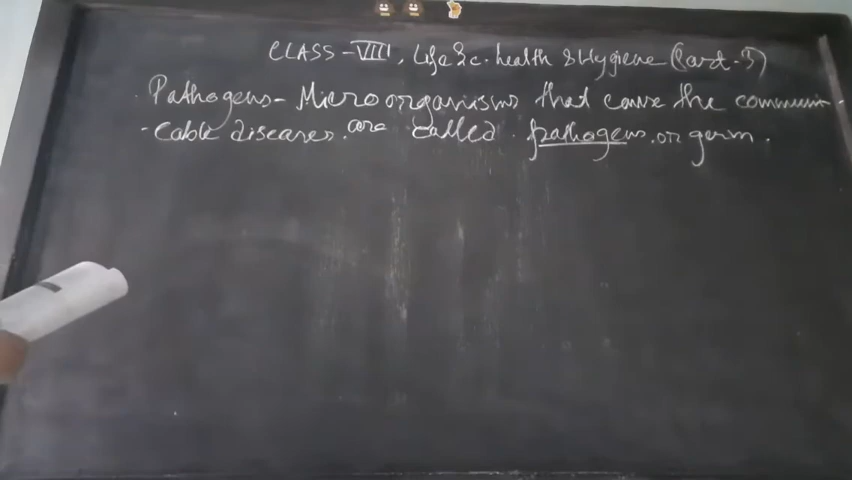 CLASS-VIII, Life Sc. health & Hygiene (Part-5)
Pathogens- Microorganisms that cause the communi-
-cable diseases. are called. pathogens. or germ.